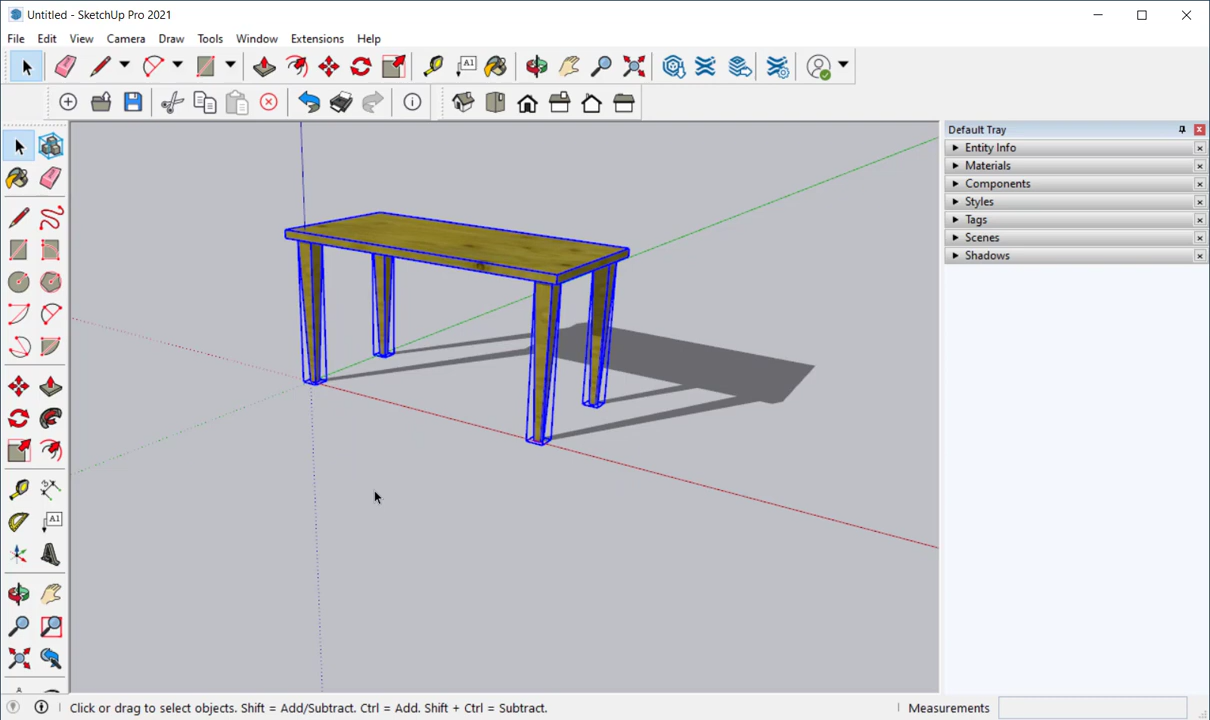 Untitled - SketchUp Pro 2021
File Edit View Camera Draw Tools Window Extensions Help
A1
Default Tray
Entity Info
Materials
Components
Styles
Tags
Scenes
Shadows
A1
Click or drag to select objects. Shift = Add/Subtract. Ctrl = Add. Shift + Ctrl = Subtract. Measurements